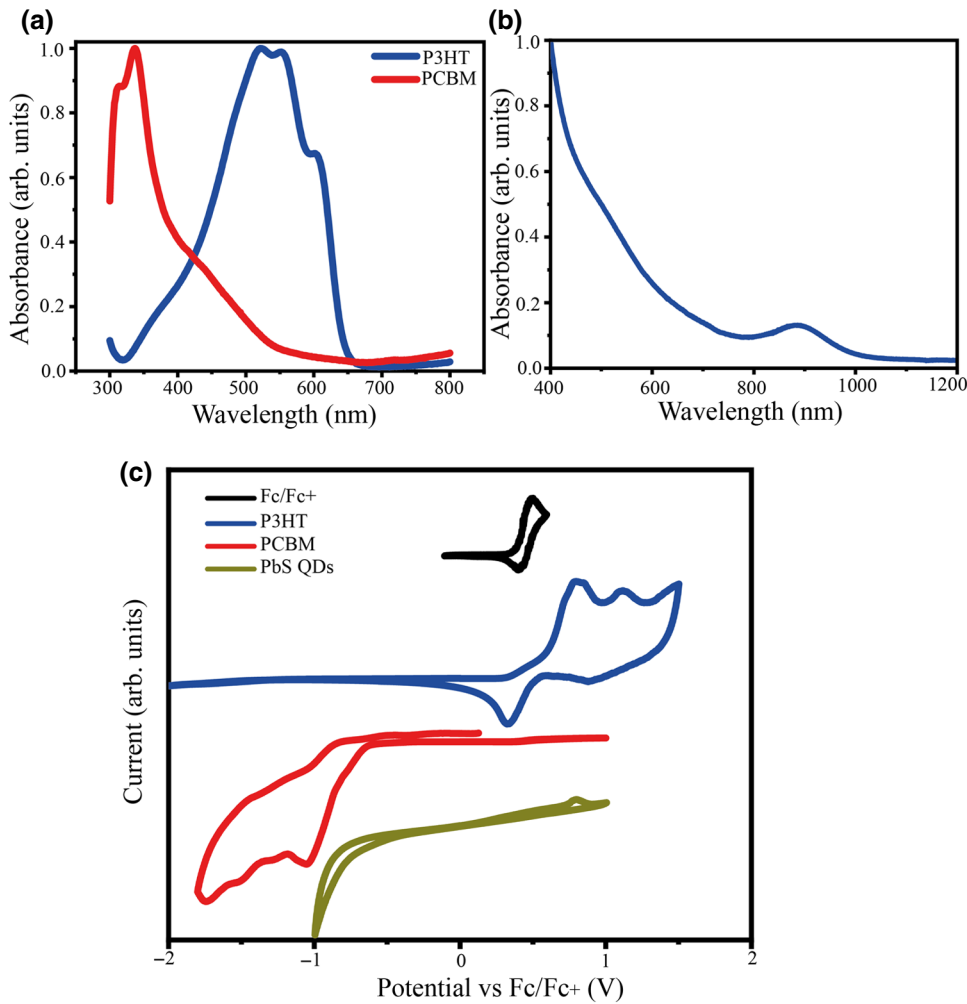 (a)
P3HT
PCBM
1.0
0.8
0.6
0.4
0.2
0.0
Absorbance (arb. units)
300
400
500
600
700
800
Wavelength (nm)
(b)
1.0
0.8
0.6
0.4
0.2
0.0
Absorbance (arb. units)
400
600
800
1000
1200
Wavelength (nm)
(c)
Fc/Fc+
P3HT
PCBM
PbS QDs
Current (arb. units)
−2
−1
0
1
2
Potential vs Fc/Fc+ (V)